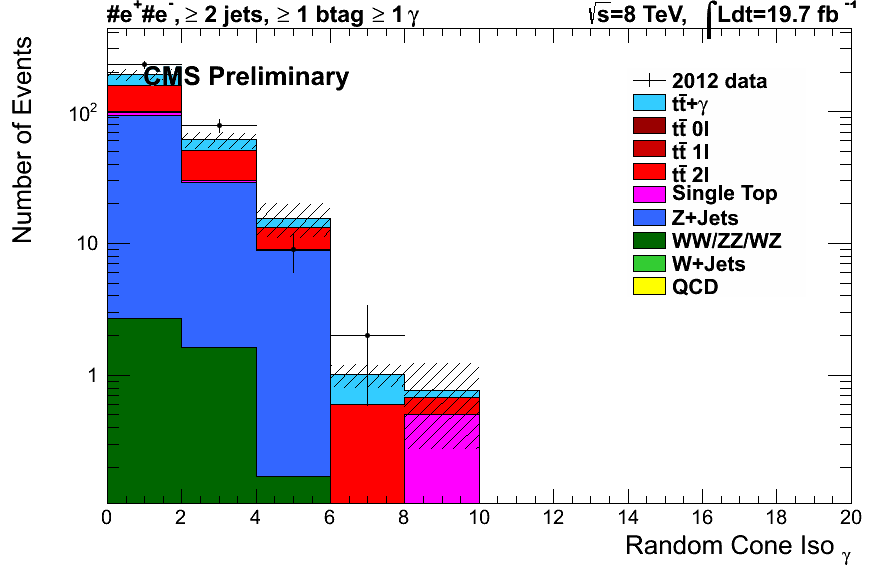 #e⁺#e⁻, ≥ 2 jets, ≥ 1 btag ≥ 1 γ
√s=8 TeV, ∫Ldt=19.7 fb⁻¹
CMS Preliminary
Number of Events
10²
10
1
2012 data
tt̄+γ
tt̄ 0l
tt̄ 1l
tt̄ 2l
Single Top
Z+Jets
WW/ZZ/WZ
W+Jets
QCD
0 2 4 6 8 10 12 14 16 18 20
Random Cone Iso γ